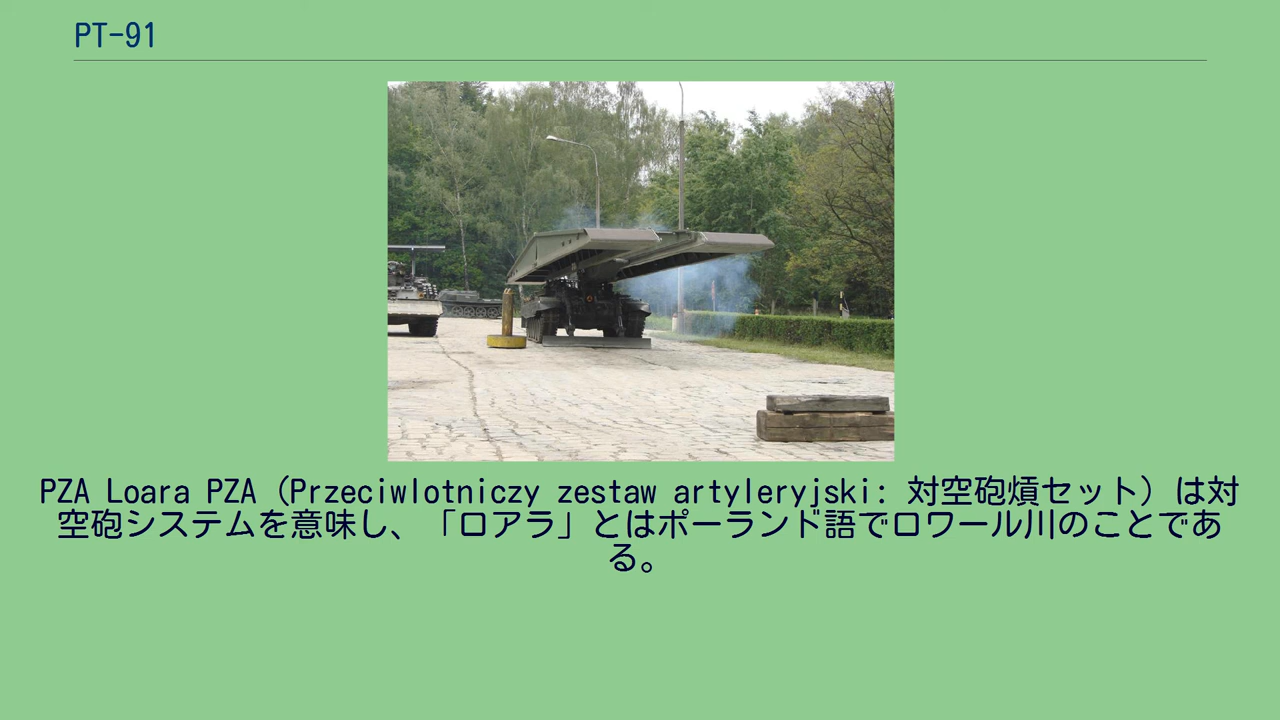 PT-91
PZA Loara PZA（Przeciwlotniczy zestaw artyleryjski: 対空砲熕セット）は対
空砲システムを意味し、「ロアラ」とはポーランド語でロワール川のことであ
る。